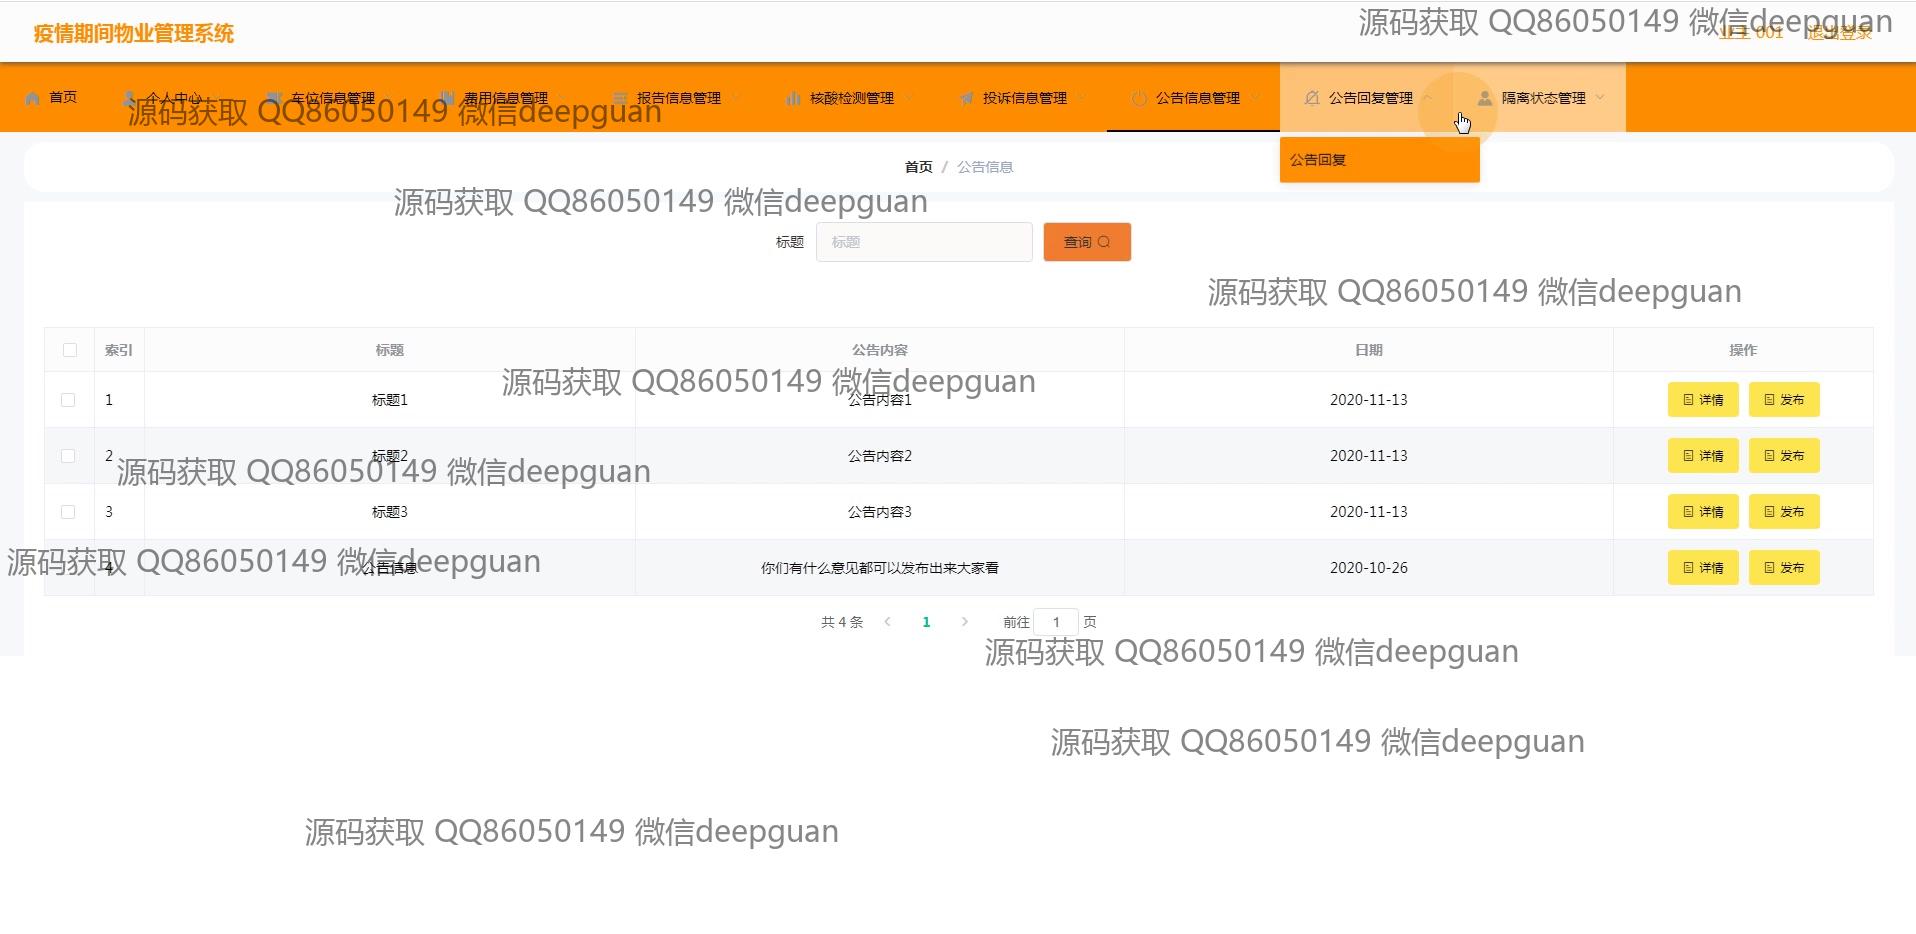 疫情期间物业管理系统
源码获取 QQ86050149 微信deepguan
业主 001 退出登录
首页 个人中心 车位信息管理 费用信息管理 报告信息管理 核酸检测管理 投诉信息管理 公告信息管理 公告回复管理 隔离状态管理
源码获取 QQ86050149 微信deepguan
公告回复
首页 / 公告信息
源码获取 QQ86050149 微信deepguan
标题 标题 查询
源码获取 QQ86050149 微信deepguan
索引 标题 公告内容 日期 操作
源码获取 QQ86050149 微信deepguan
1 标题1 公告内容1 2020-11-13 详情 发布
2 标题2 公告内容2 2020-11-13 详情 发布
源码获取 QQ86050149 微信deepguan
3 标题3 公告内容3 2020-11-13 详情 发布
源码获取 QQ86050149 微信deepguan
4 公告信息 你们有什么意见都可以发布出来大家看 2020-10-26 详情 发布
共 4 条 1 前往 1 页
源码获取 QQ86050149 微信deepguan
源码获取 QQ86050149 微信deepguan
源码获取 QQ86050149 微信deepguan